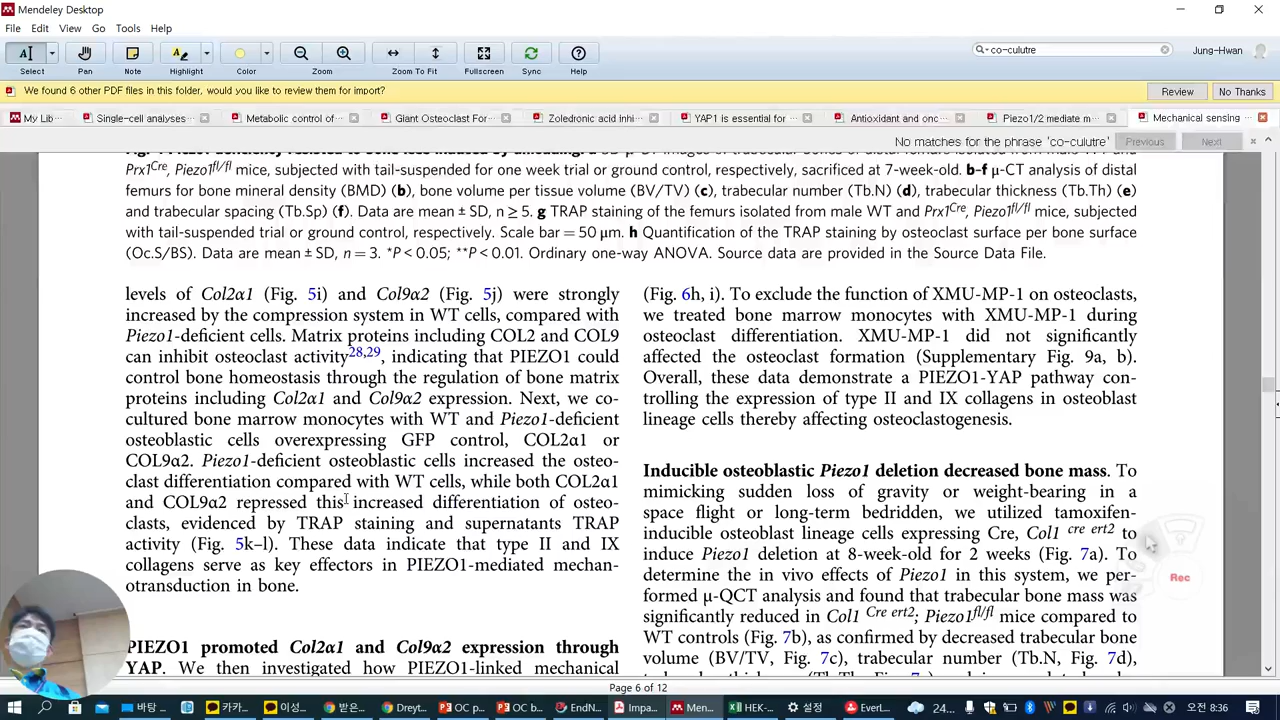 Mendeley Desktop
File Edit View Go Tools Help
co-culutre
Jung-Hwan
Select Pan Note Highlight Color Zoom Zoom To Fit Fullscreen Sync Help
We found 6 other PDF files in this folder, would you like to review them for import?
Review No Thanks
My Lib··· Single-cell analyses··· Metabolic control of··· Giant Osteoclast For··· Zoledronic acid inhi··· YAP1 is essential for··· Antioxidant and onc··· Piezo1/2 mediate m··· Mechanical sensing···
No matches for the phrase 'co-culutre' Previous Next
Prx1Cre, Piezo1fl/fl mice, subjected with tail-suspended for one week trial or ground control, respectively, sacrificed at 7-week-old. b–f μ-CT analysis of distal
femurs for bone mineral density (BMD) (b), bone volume per tissue volume (BV/TV) (c), trabecular number (Tb.N) (d), trabecular thickness (Tb.Th) (e)
and trabecular spacing (Tb.Sp) (f). Data are mean ± SD, n ≥ 5. g TRAP staining of the femurs isolated from male WT and Prx1Cre, Piezo1fl/fl mice, subjected
with tail-suspended trial or ground control, respectively. Scale bar = 50 μm. h Quantification of the TRAP staining by osteoclast surface per bone surface
(Oc.S/BS). Data are mean ± SD, n = 3. *P < 0.05; **P < 0.01. Ordinary one-way ANOVA. Source data are provided in the Source Data File.
levels of Col2α1 (Fig. 5i) and Col9α2 (Fig. 5j) were strongly
increased by the compression system in WT cells, compared with
Piezo1-deficient cells. Matrix proteins including COL2 and COL9
can inhibit osteoclast activity28,29, indicating that PIEZO1 could
control bone homeostasis through the regulation of bone matrix
proteins including Col2α1 and Col9α2 expression. Next, we co-
cultured bone marrow monocytes with WT and Piezo1-deficient
osteoblastic cells overexpressing GFP control, COL2α1 or
COL9α2. Piezo1-deficient osteoblastic cells increased the osteo-
clast differentiation compared with WT cells, while both COL2α1
and COL9α2 repressed this increased differentiation of osteo-
clasts, evidenced by TRAP staining and supernatants TRAP
activity (Fig. 5k–l). These data indicate that type II and IX
collagens serve as key effectors in PIEZO1-mediated mechan-
otransduction in bone.
PIEZO1 promoted Col2α1 and Col9α2 expression through
YAP. We then investigated how PIEZO1-linked mechanical
(Fig. 6h, i). To exclude the function of XMU-MP-1 on osteoclasts,
we treated bone marrow monocytes with XMU-MP-1 during
osteoclast differentiation. XMU-MP-1 did not significantly
affected the osteoclast formation (Supplementary Fig. 9a, b).
Overall, these data demonstrate a PIEZO1-YAP pathway con-
trolling the expression of type II and IX collagens in osteoblast
lineage cells thereby affecting osteoclastogenesis.
Inducible osteoblastic Piezo1 deletion decreased bone mass. To
mimicking sudden loss of gravity or weight-bearing in a
space flight or long-term bedridden, we utilized tamoxifen-
inducible osteoblast lineage cells expressing Cre, Col1 cre ert2 to
induce Piezo1 deletion at 8-week-old for 2 weeks (Fig. 7a). To
determine the in vivo effects of Piezo1 in this system, we per-
formed μ-QCT analysis and found that trabecular bone mass was
significantly reduced in Col1 Cre ert2; Piezo1fl/fl mice compared to
WT controls (Fig. 7b), as confirmed by decreased trabecular bone
volume (BV/TV, Fig. 7c), trabecular number (Tb.N, Fig. 7d),
Rec
Page 6 of 12
바탕 ... 카카... 이성... 받은... Dreyt... OC p... OC b... EndN... Impa... Men... HEK-... 설정 EverL... 24... 오전 8:36